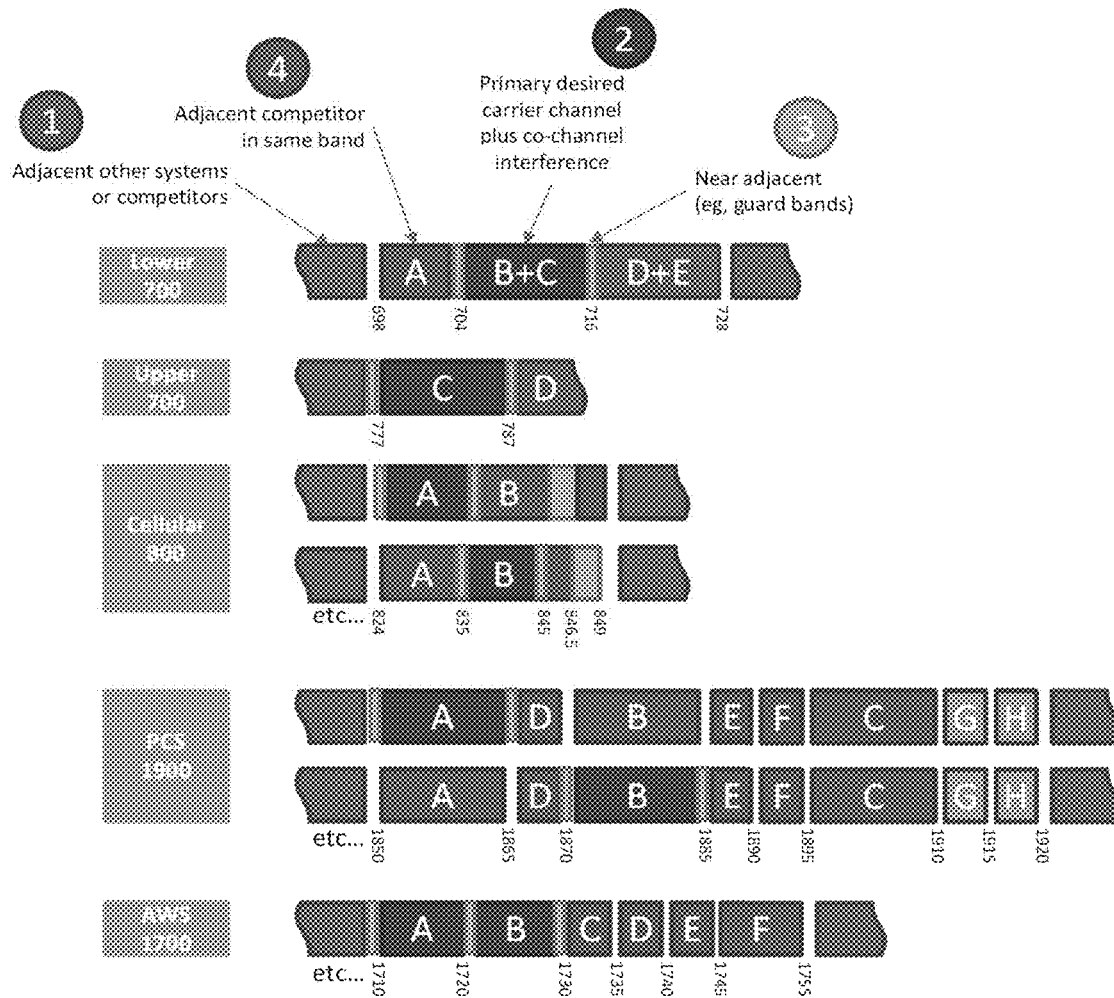 1
4
2
3
Adjacent other systems
or competitors
Adjacent competitor
in same band
Primary desired
carrier channel
plus co-channel
interference
Near adjacent
(eg, guard bands)
Lower
700
A B+C D+E
698 704 716 728
Upper
700
C D
777 787
Cellular
800
A B
A B
etc... 824 835 845 846.5 849
PCS
1900
A D B E F C G H
A D B E F C G H
etc... 1850 1865 1870 1885 1890 1895 1910 1915 1920
AWS
1700
A B C D E F
etc... 1710 1720 1730 1735 1740 1745 1755